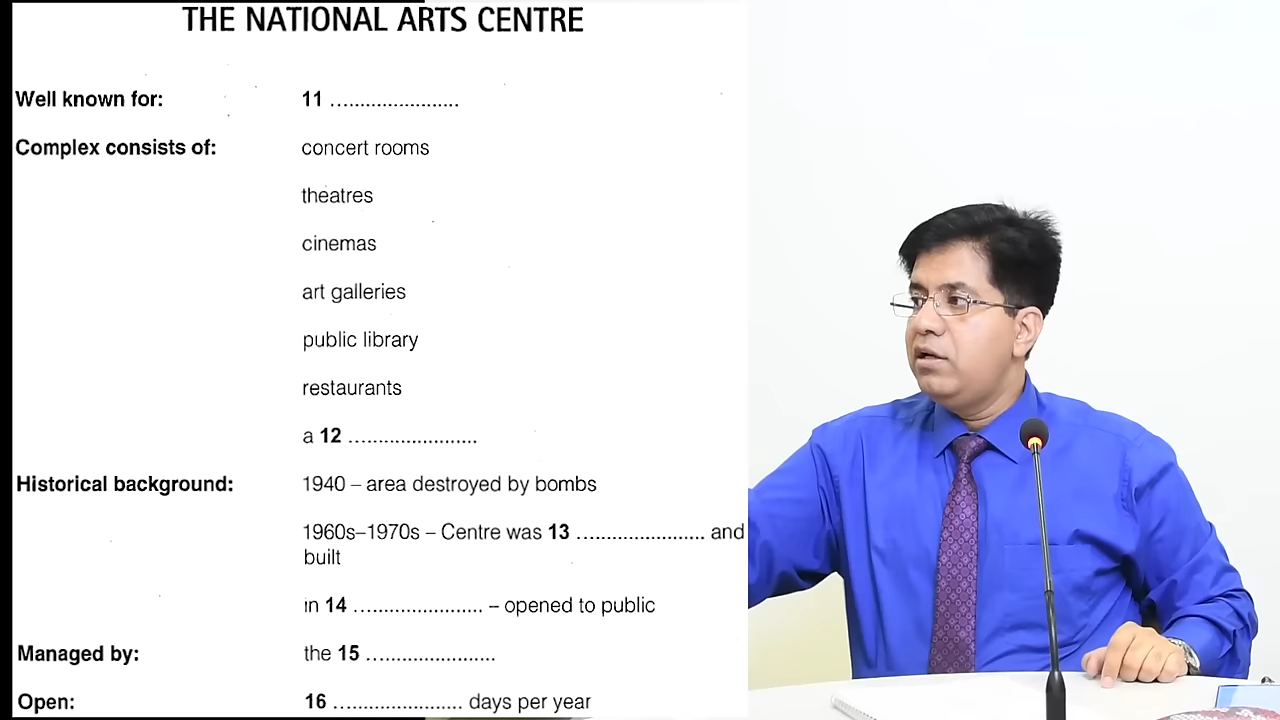 THE NATIONAL ARTS CENTRE
Well known for: 11 ........................
Complex consists of: concert rooms
theatres
cinemas
art galleries
public library
restaurants
a 12 ........................
Historical background: 1940 – area destroyed by bombs
1960s–1970s – Centre was 13 ........................ and
built
in 14 ........................ – opened to public
Managed by: the 15 ........................
Open: 16 ........................ days per year